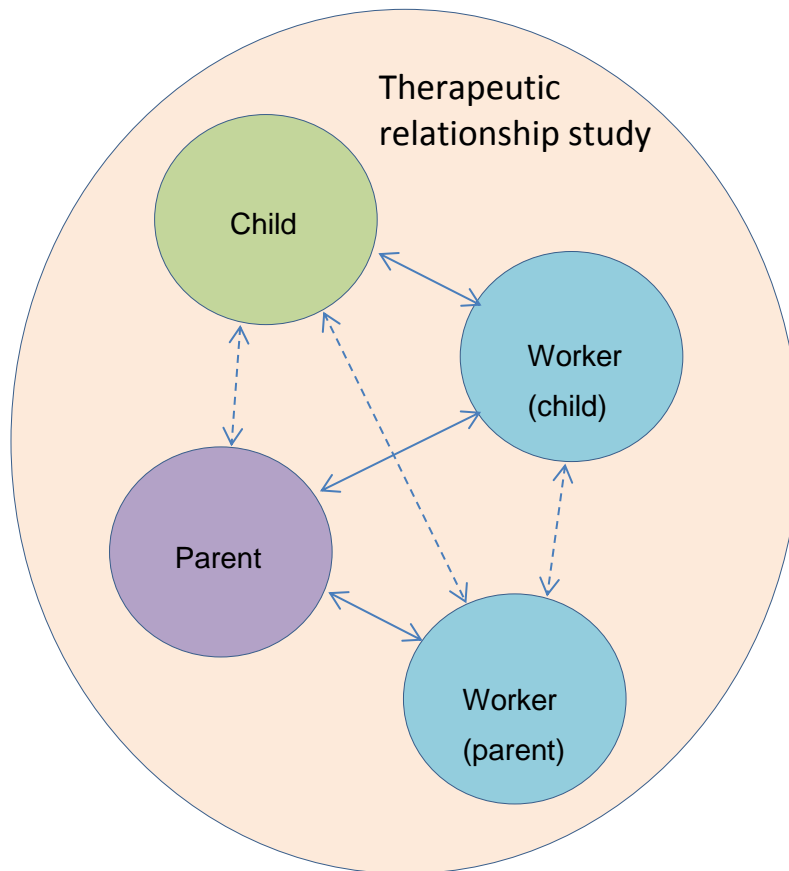 Therapeutic
relationship study
Child
Worker
(child)
Parent
Worker
(parent)